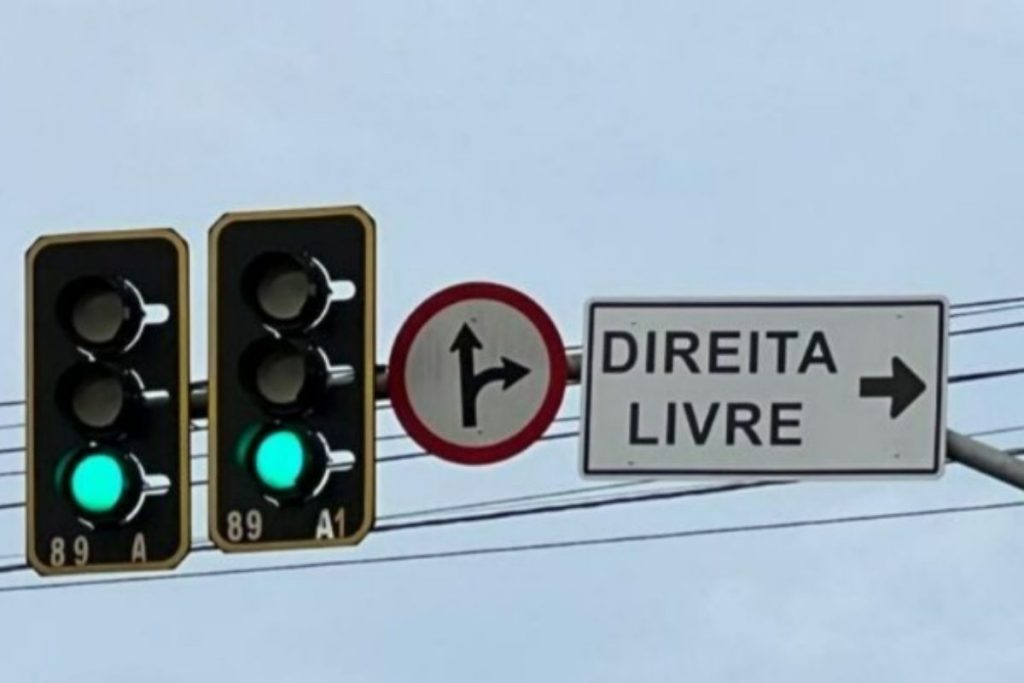 89 A
89 A1
DIREITA
LIVRE